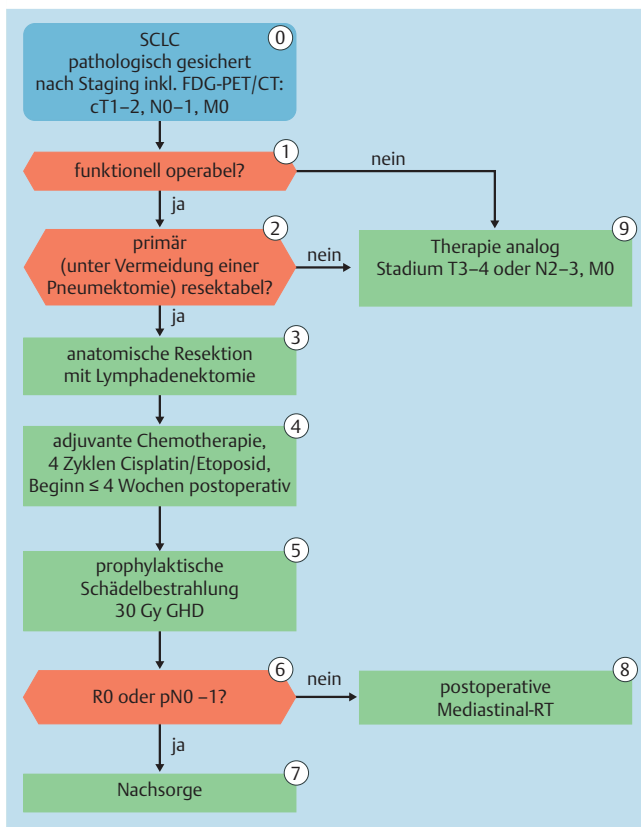 0
SCLC
pathologisch gesichert
nach Staging inkl. FDG-PET/CT:
cT1–2, N0–1, M0
1
funktionell operabel?
nein
ja
2
primär
(unter Vermeidung einer
Pneumektomie) resektabel?
nein
9
Therapie analog
Stadium T3–4 oder N2–3, M0
ja
3
anatomische Resektion
mit Lymphadenektomie
4
adjuvante Chemotherapie,
4 Zyklen Cisplatin/Etoposid,
Beginn ≤ 4 Wochen postoperativ
5
prophylaktische
Schädelbestrahlung
30 Gy GHD
6
R0 oder pN0 –1?
nein
8
postoperative
Mediastinal-RT
ja
7
Nachsorge